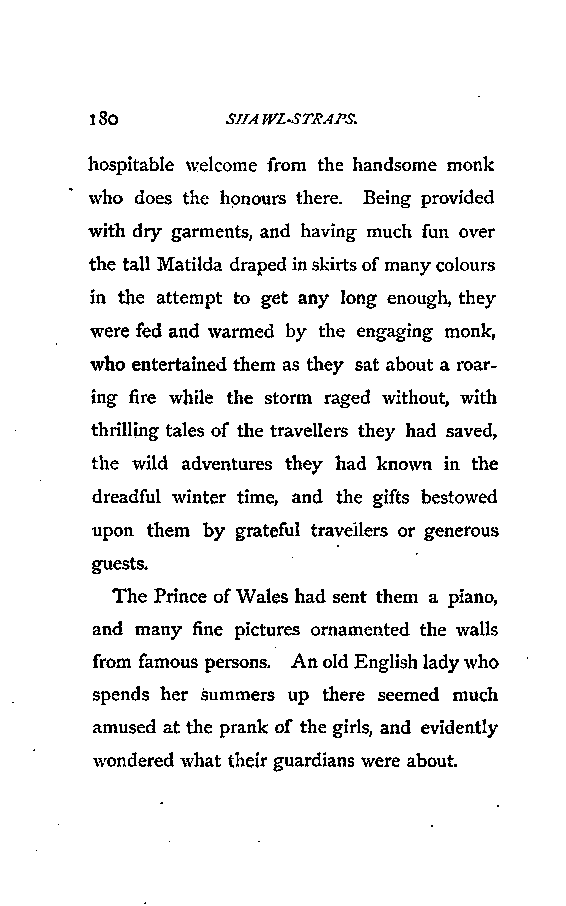 180 SHAWL-STRAPS.
hospitable welcome from the handsome monk
who does the honours there. Being provided
with dry garments, and having much fun over
the tall Matilda draped in skirts of many colours
in the attempt to get any long enough, they
were fed and warmed by the engaging monk,
who entertained them as they sat about a roar-
ing fire while the storm raged without, with
thrilling tales of the travellers they had saved,
the wild adventures they had known in the
dreadful winter time, and the gifts bestowed
upon them by grateful travellers or generous
guests.
The Prince of Wales had sent them a piano,
and many fine pictures ornamented the walls
from famous persons. An old English lady who
spends her summers up there seemed much
amused at the prank of the girls, and evidently
wondered what their guardians were about.